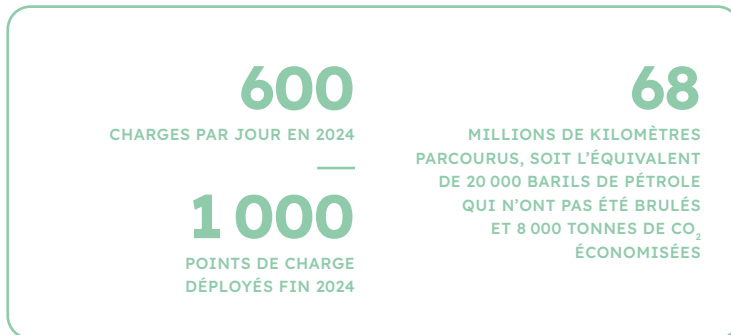 600
CHARGES PAR JOUR EN 2024
1 000
POINTS DE CHARGE
DÉPLOYÉS FIN 2024
68
MILLIONS DE KILOMÈTRES
PARCOURUS, SOIT L’ÉQUIVALENT
DE 20 000 BARILS DE PÉTROLE
QUI N’ONT PAS ÉTÉ BRULÉS
ET 8 000 TONNES DE CO₂
ÉCONOMISÉES